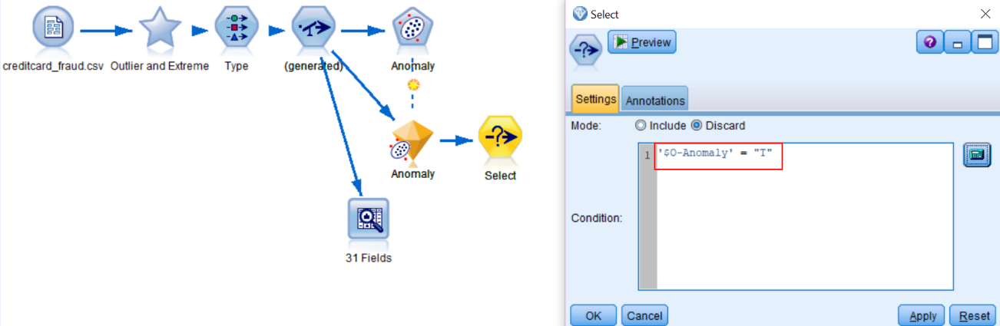 creditcard_fraud.csv
Outlier and Extreme
Type
(generated)
Anomaly
Anomaly
Select
31 Fields
Select
Preview
Settings
Annotations
Mode:
Include
Discard
1
'$O-Anomaly' = "T"
Condition:
OK
Cancel
Apply
Reset